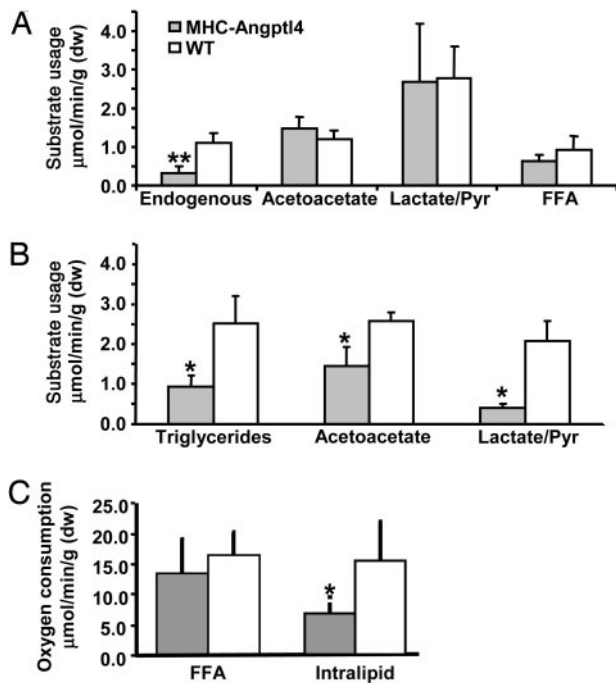 A
MHC-Angptl4
WT
Substrate usage
µmol/min/g (dw)
4.0
3.0
2.0
1.0
0.0
**
Endogenous Acetoacetate Lactate/Pyr FFA
B
Substrate usage
µmol/min/g (dw)
4.0
3.0
2.0
1.0
0.0
* * *
Triglycerides Acetoacetate Lactate/Pyr
C
Oxygen consumption
µmol/min/g (dw)
25.0
20.0
15.0
10.0
5.0
0.0
*
FFA Intralipid